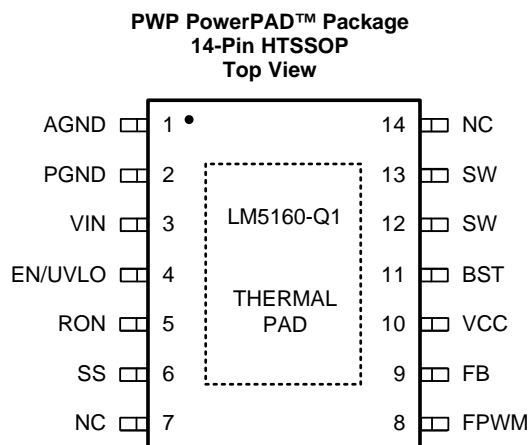 PWP PowerPAD™ Package
14-Pin HTSSOP
Top View
AGND 1 14 NC
PGND 2 13 SW
VIN 3 LM5160-Q1 12 SW
EN/UVLO 4 11 BST
RON 5 THERMAL PAD 10 VCC
SS 6 9 FB
NC 7 8 FPWM